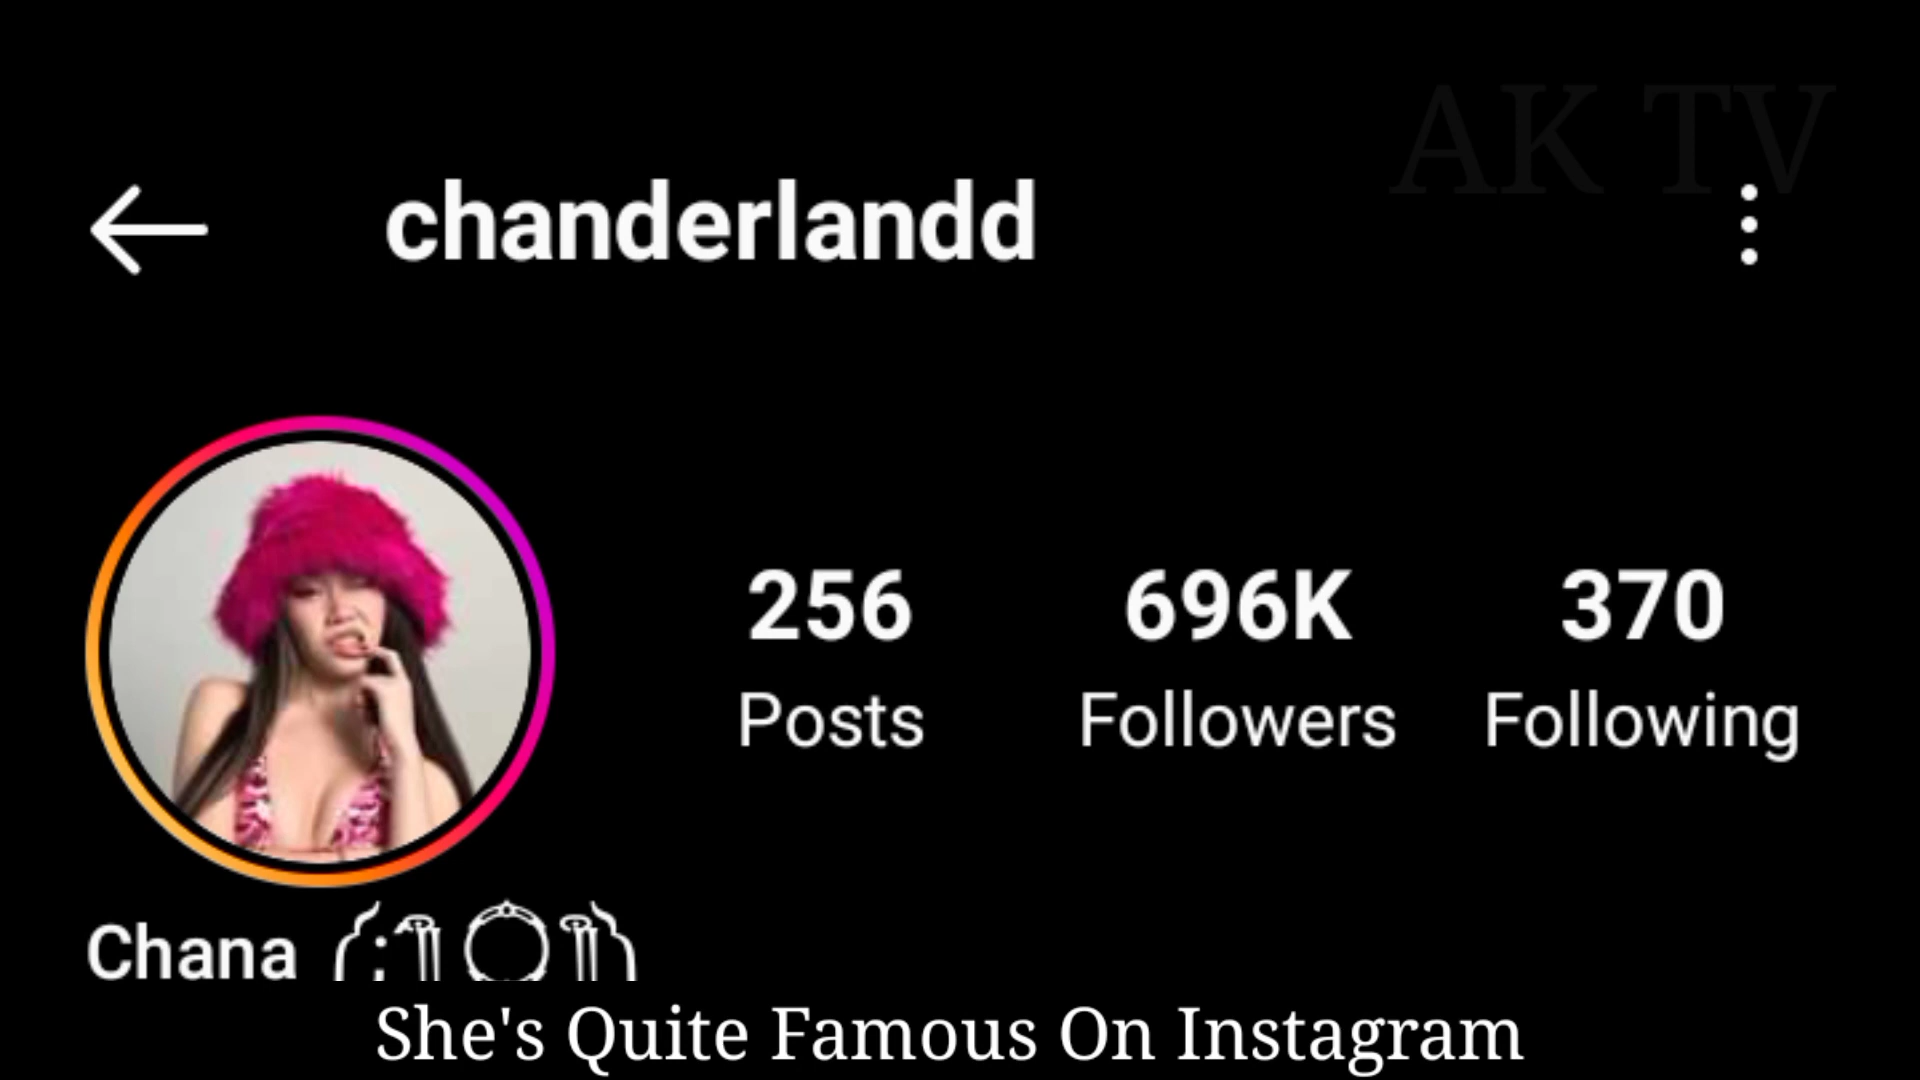 AK TV
chanderlandd
256 696K 370
Posts Followers Following
Chana
She's Quite Famous On Instagram